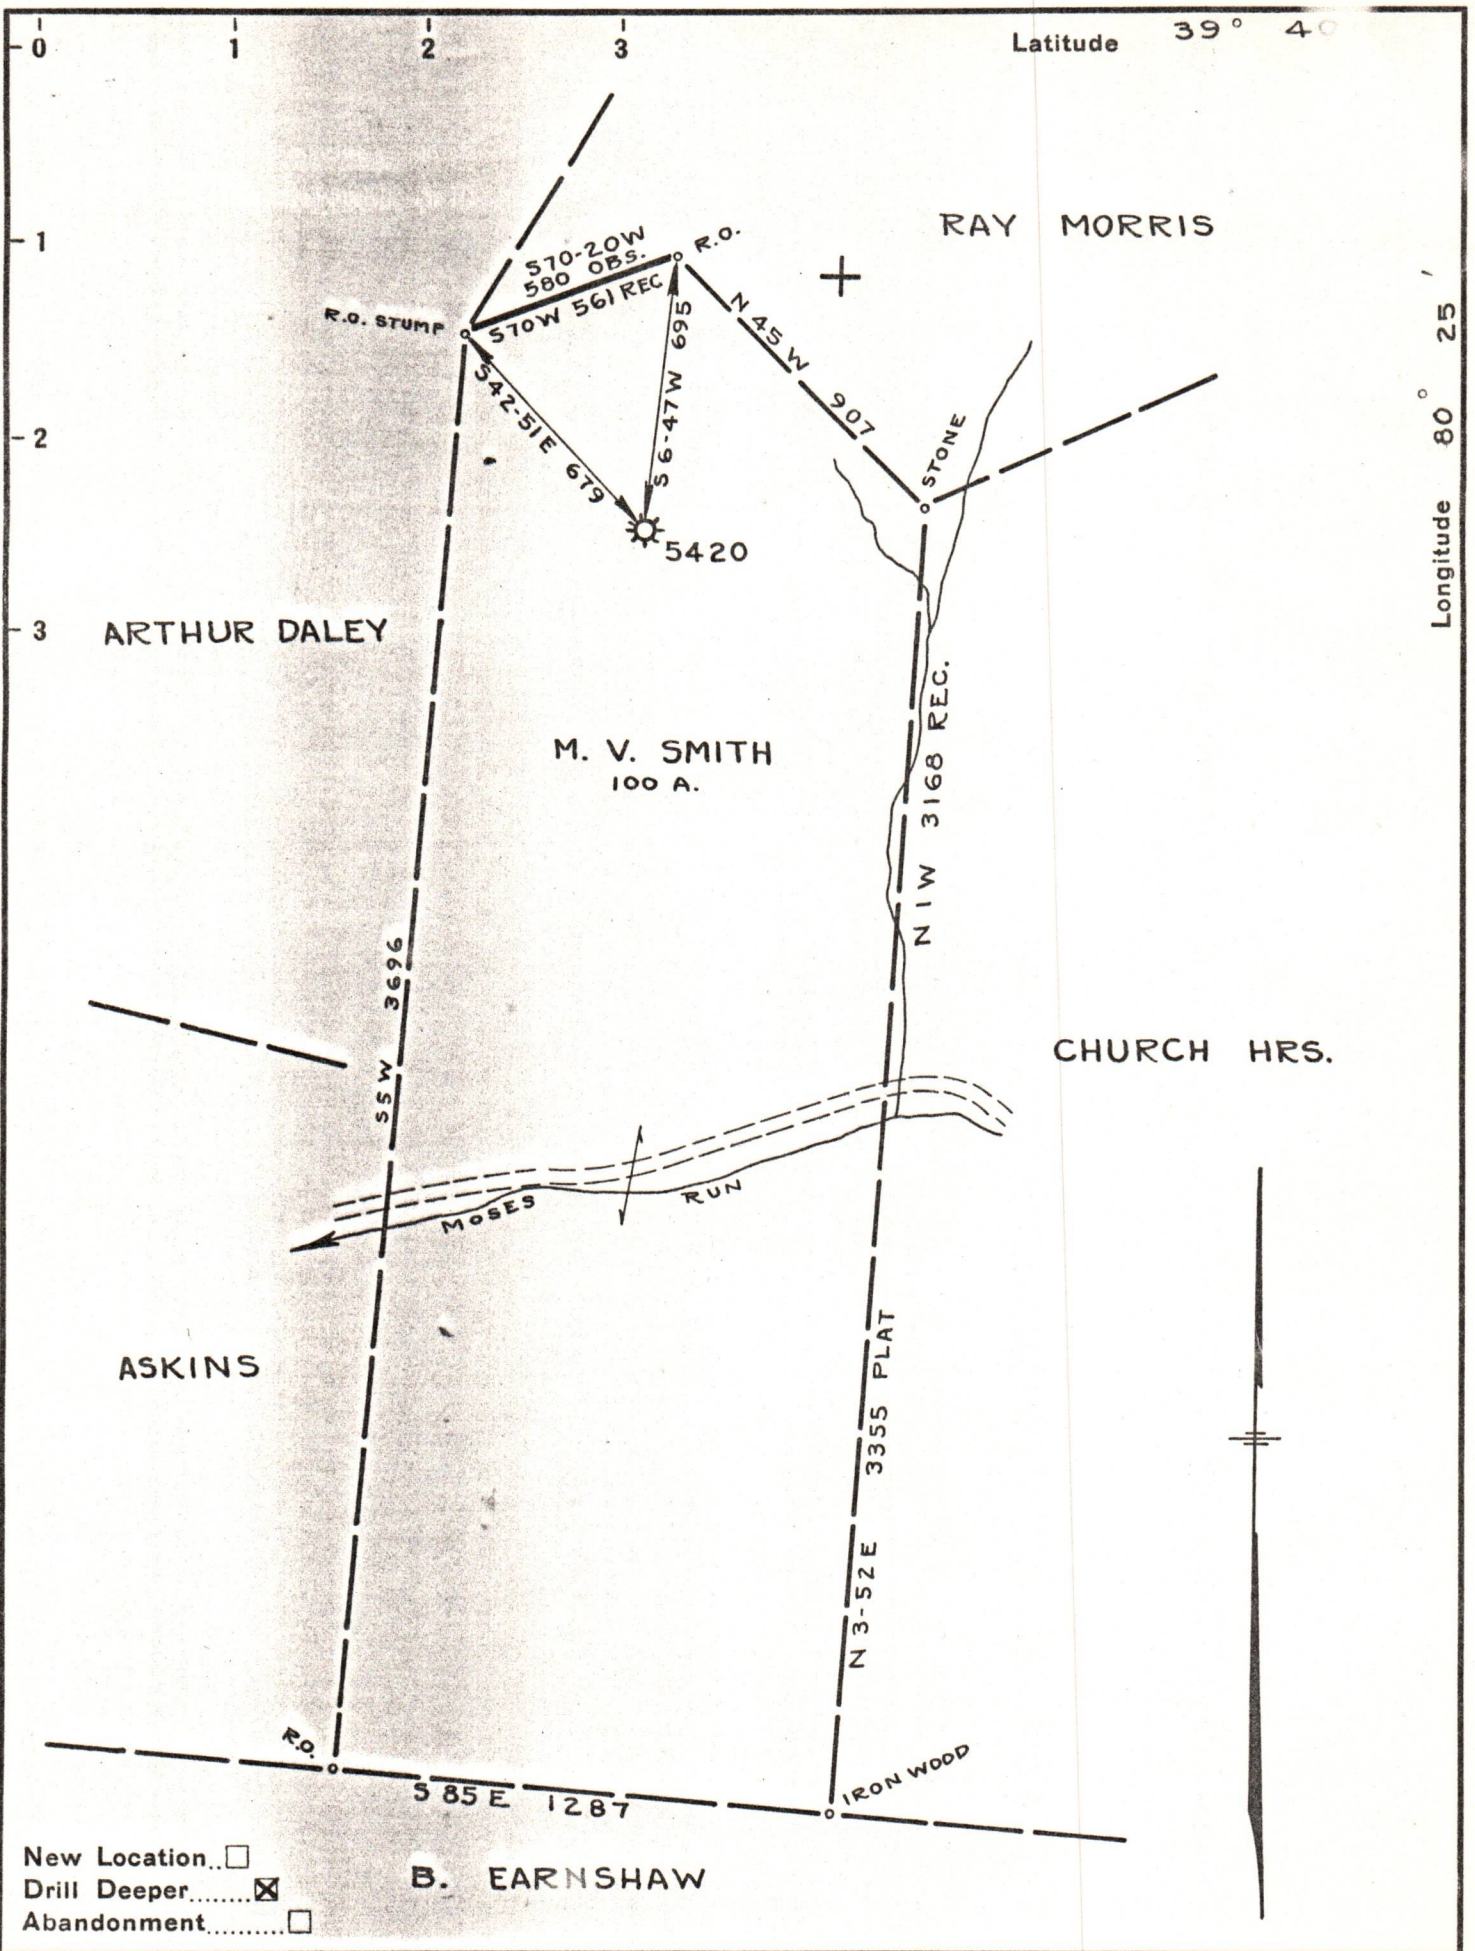 0 1 2 3 Latitude 39° 40
RAY MORRIS
1
S70-20W
580 OBS.
R.O.
S70W 561 REC
R.O. STUMP
Longitude 80° 25'
N 45 W 907
S42-51E 679
S6-47W 695
2
STONE
5420
3
ARTHUR DALEY
M. V. SMITH
100 A.
N 1 W 3168 REC.
S5W 3696
CHURCH HRS.
MOSES RUN
ASKINS
N 3-52E 3355 PLAT
R.O.
IRON WOOD
S 85 E 1287
B. EARNSHAW
New Location..☐
Drill Deeper........☒
Abandonment..........☐